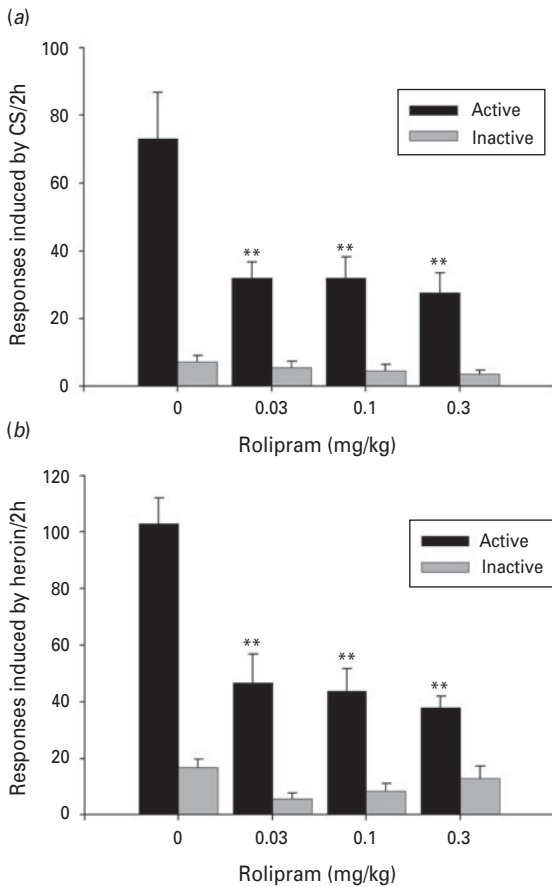 (a)
100
80
60
40
20
0
Responses induced by CS/2h
Active
Inactive
** ** **
0 0.03 0.1 0.3
Rolipram (mg/kg)
(b)
120
100
80
60
40
20
0
Responses induced by heroin/2h
Active
Inactive
** ** **
0 0.03 0.1 0.3
Rolipram (mg/kg)